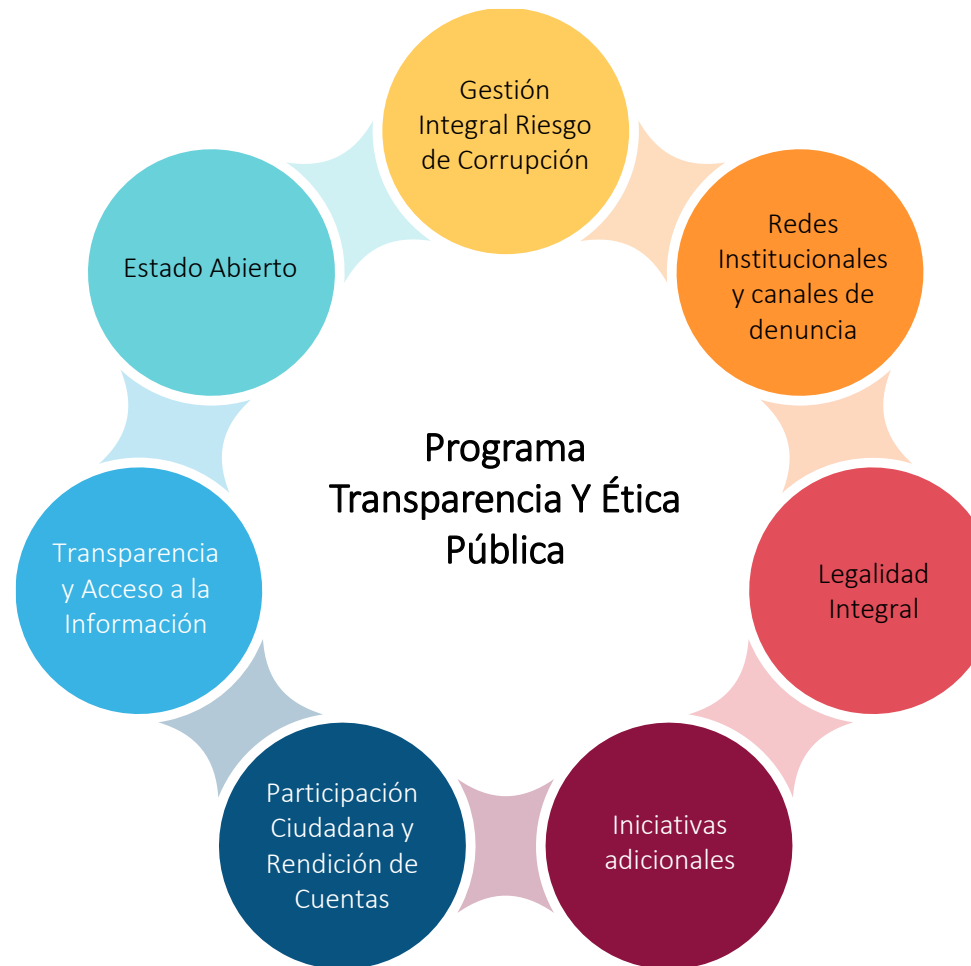 Gestión
Integral Riesgo
de Corrupción
Redes
Institucionales
y canales de
denuncia
Estado Abierto
Programa
Transparencia Y Ética
Pública
Transparencia
y Acceso a la
Información
Legalidad
Integral
Participación
Ciudadana y
Rendición de
Cuentas
Iniciativas
adicionales